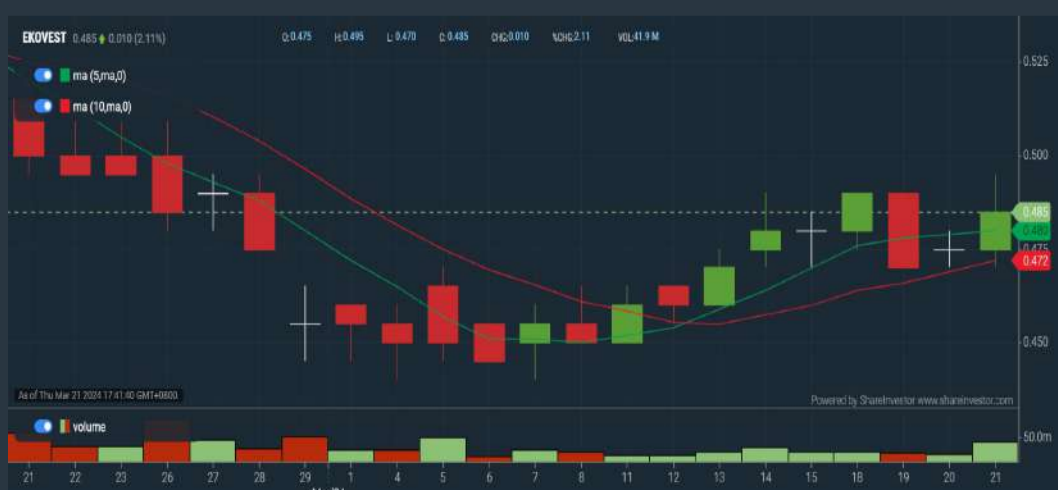 EKOVEST 0.485 0.010 (2.11%) O:0.475 H:0.495 L: 0.470 C: 0.485 CHG:0.010 %CHG:2.11 VOL:41.9 M
0.525
ma (5,ma,0)
ma (10,ma,0)
0.500
0.485
0.480
0.475
0.472
0.450
As of Thu Mar 21 2024 17:41:40 GMT+0800
Powered by ShareInvestor www.shareinvestor.com
volume
50.0m
21 22 23 26 27 28 29 1 4 5 6 7 8 11 12 13 14 15 18 19 20 21